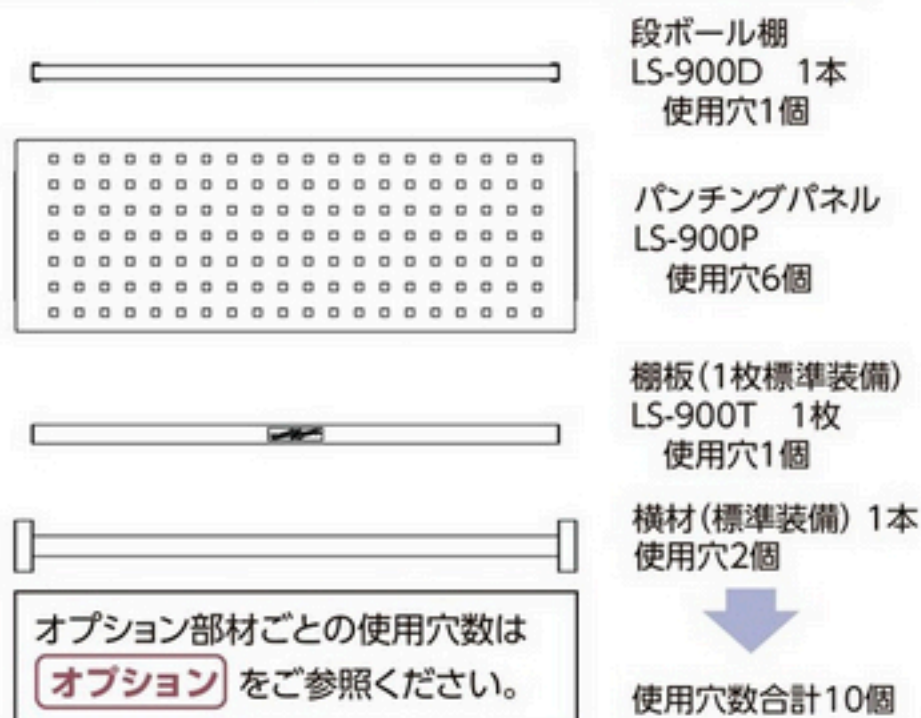 段ボール棚
LS-900D　1本
使用穴1個
パンチングパネル
LS-900P
使用穴6個
棚板(1枚標準装備)
LS-900T　1枚
使用穴1個
横材(標準装備) 1本
使用穴2個
オプション部材ごとの使用穴数は
オプション をご参照ください。
使用穴数合計10個